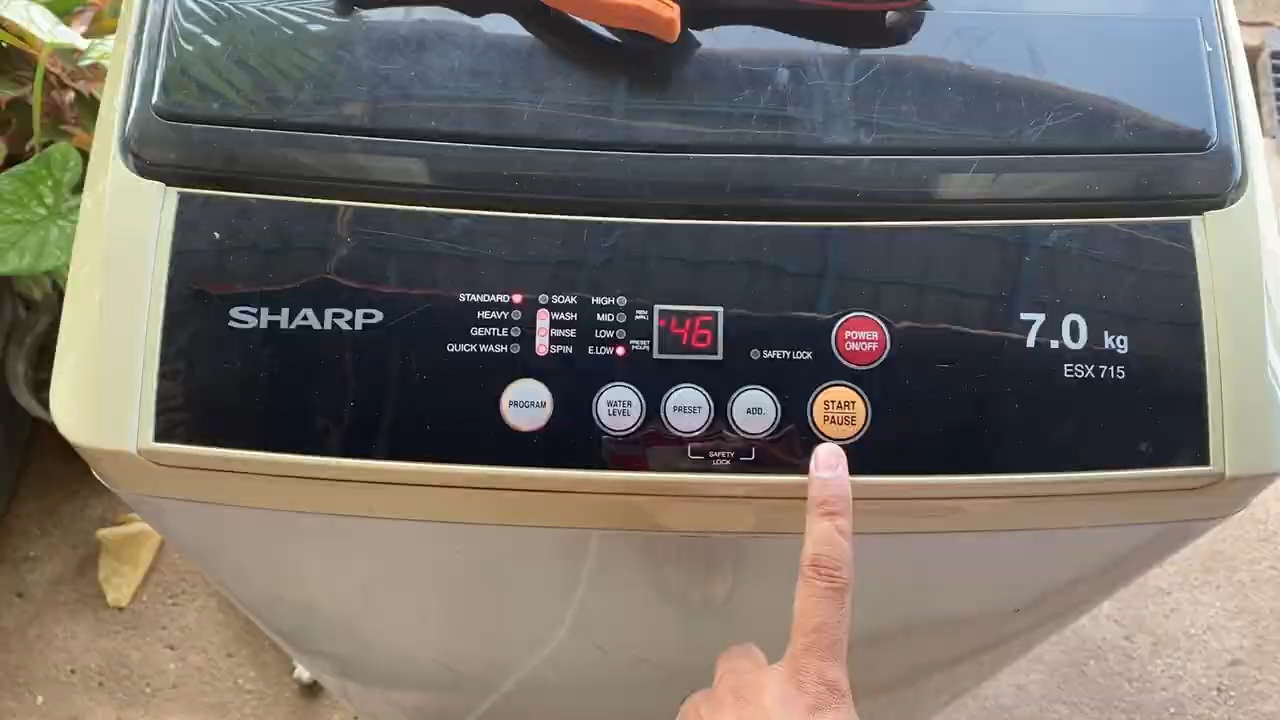 SHARP
STANDARD
HEAVY
GENTLE
QUICK WASH
SOAK
WASH
RINSE
SPIN
HIGH
MID
LOW
E.LOW
PRESET
46
SAFETY LOCK
POWER
ON/OFF
7.0 kg
ESX 715
PROGRAM
WATER
LEVEL
PRESET
ADD.
START
PAUSE
SAFETY
LOCK